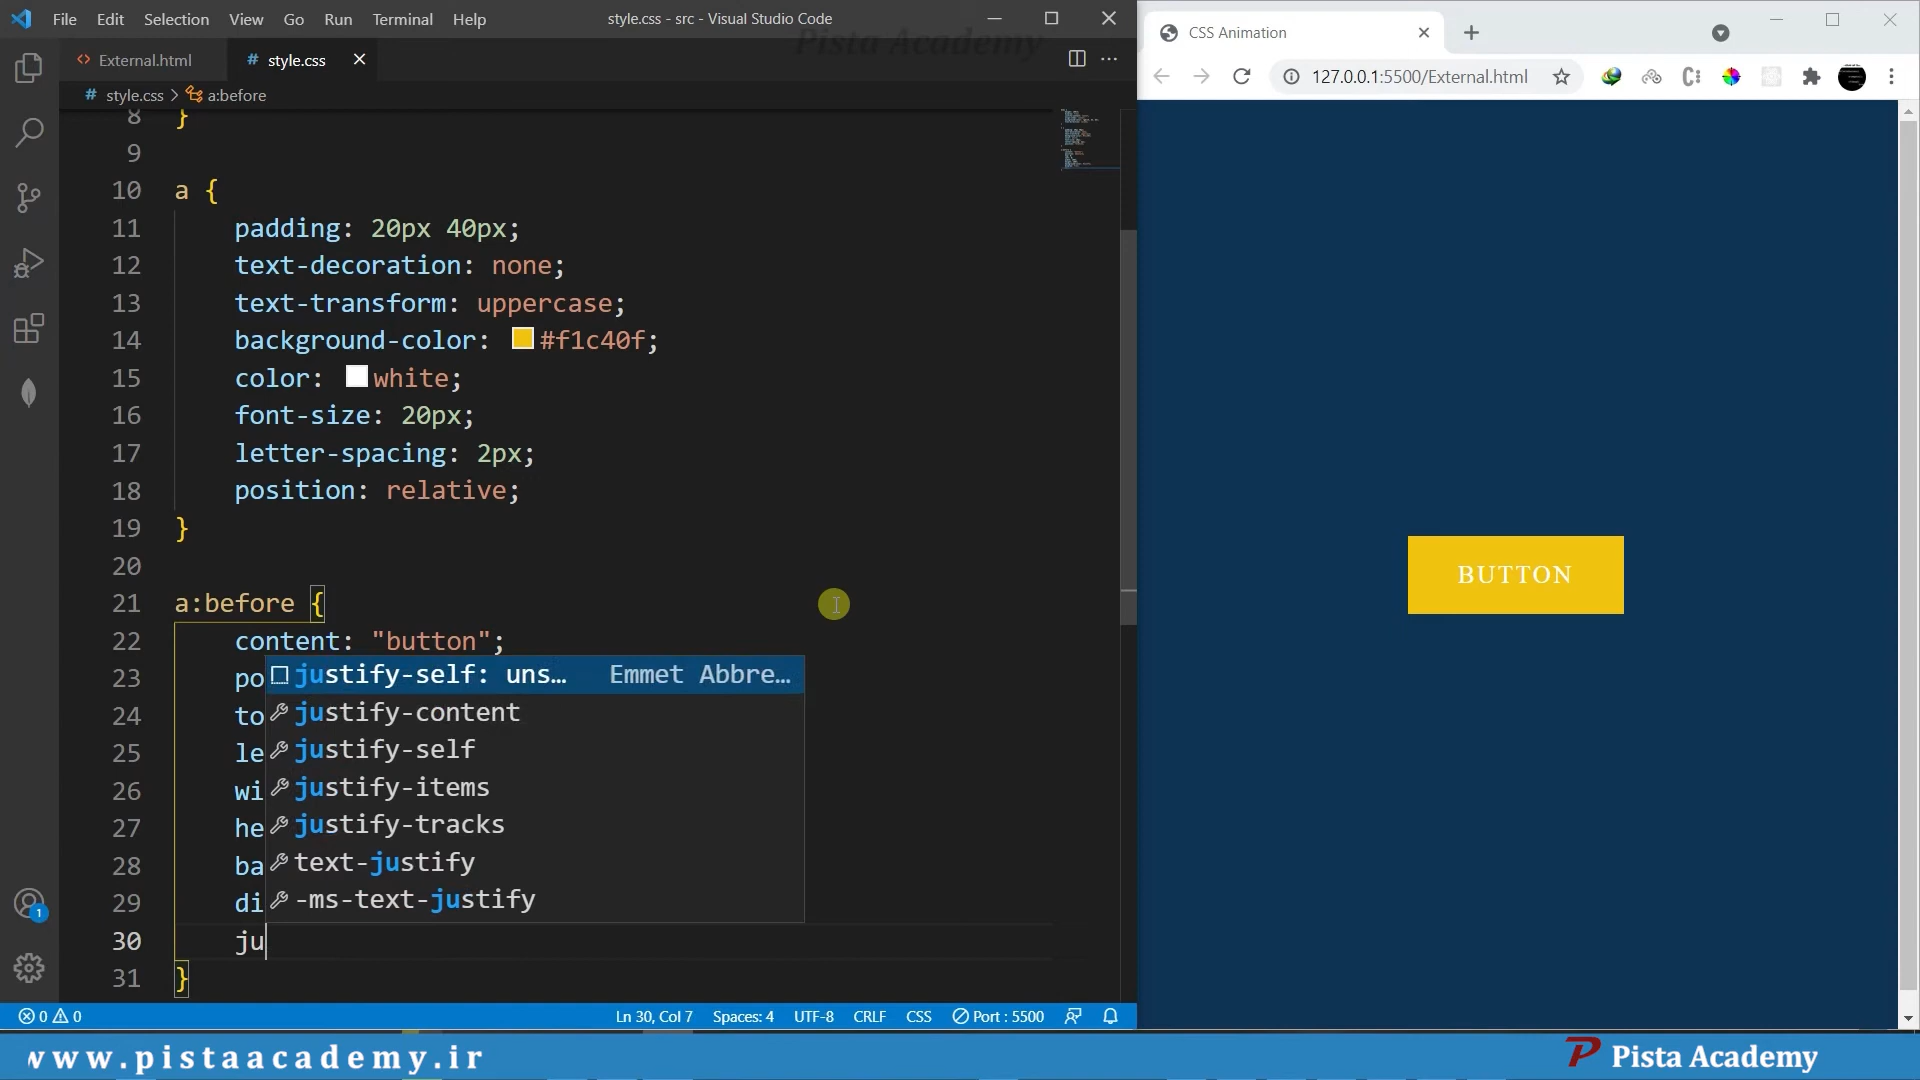 File Edit Selection View Go Run Terminal Help
style.css - src - Visual Studio Code
Pista Academy
External.html
# style.css
# style.css > a:before
8 }
9
10 a {
11 padding: 20px 40px;
12 text-decoration: none;
13 text-transform: uppercase;
14 background-color: #f1c40f;
15 color: white;
16 font-size: 20px;
17 letter-spacing: 2px;
18 position: relative;
19 }
20
21 a:before {
22 content: "button";
23 po
24 to
25 le
26 wi
27 he
28 ba
29 di
30 ju
31 }
justify-self: uns… Emmet Abbre…
justify-content
justify-self
justify-items
justify-tracks
text-justify
-ms-text-justify
1
0 0
Ln 30, Col 7 Spaces: 4 UTF-8 CRLF CSS Port : 5500
CSS Animation
127.0.0.1:5500/External.html
BUTTON
www.pistaacademy.ir
Pista Academy